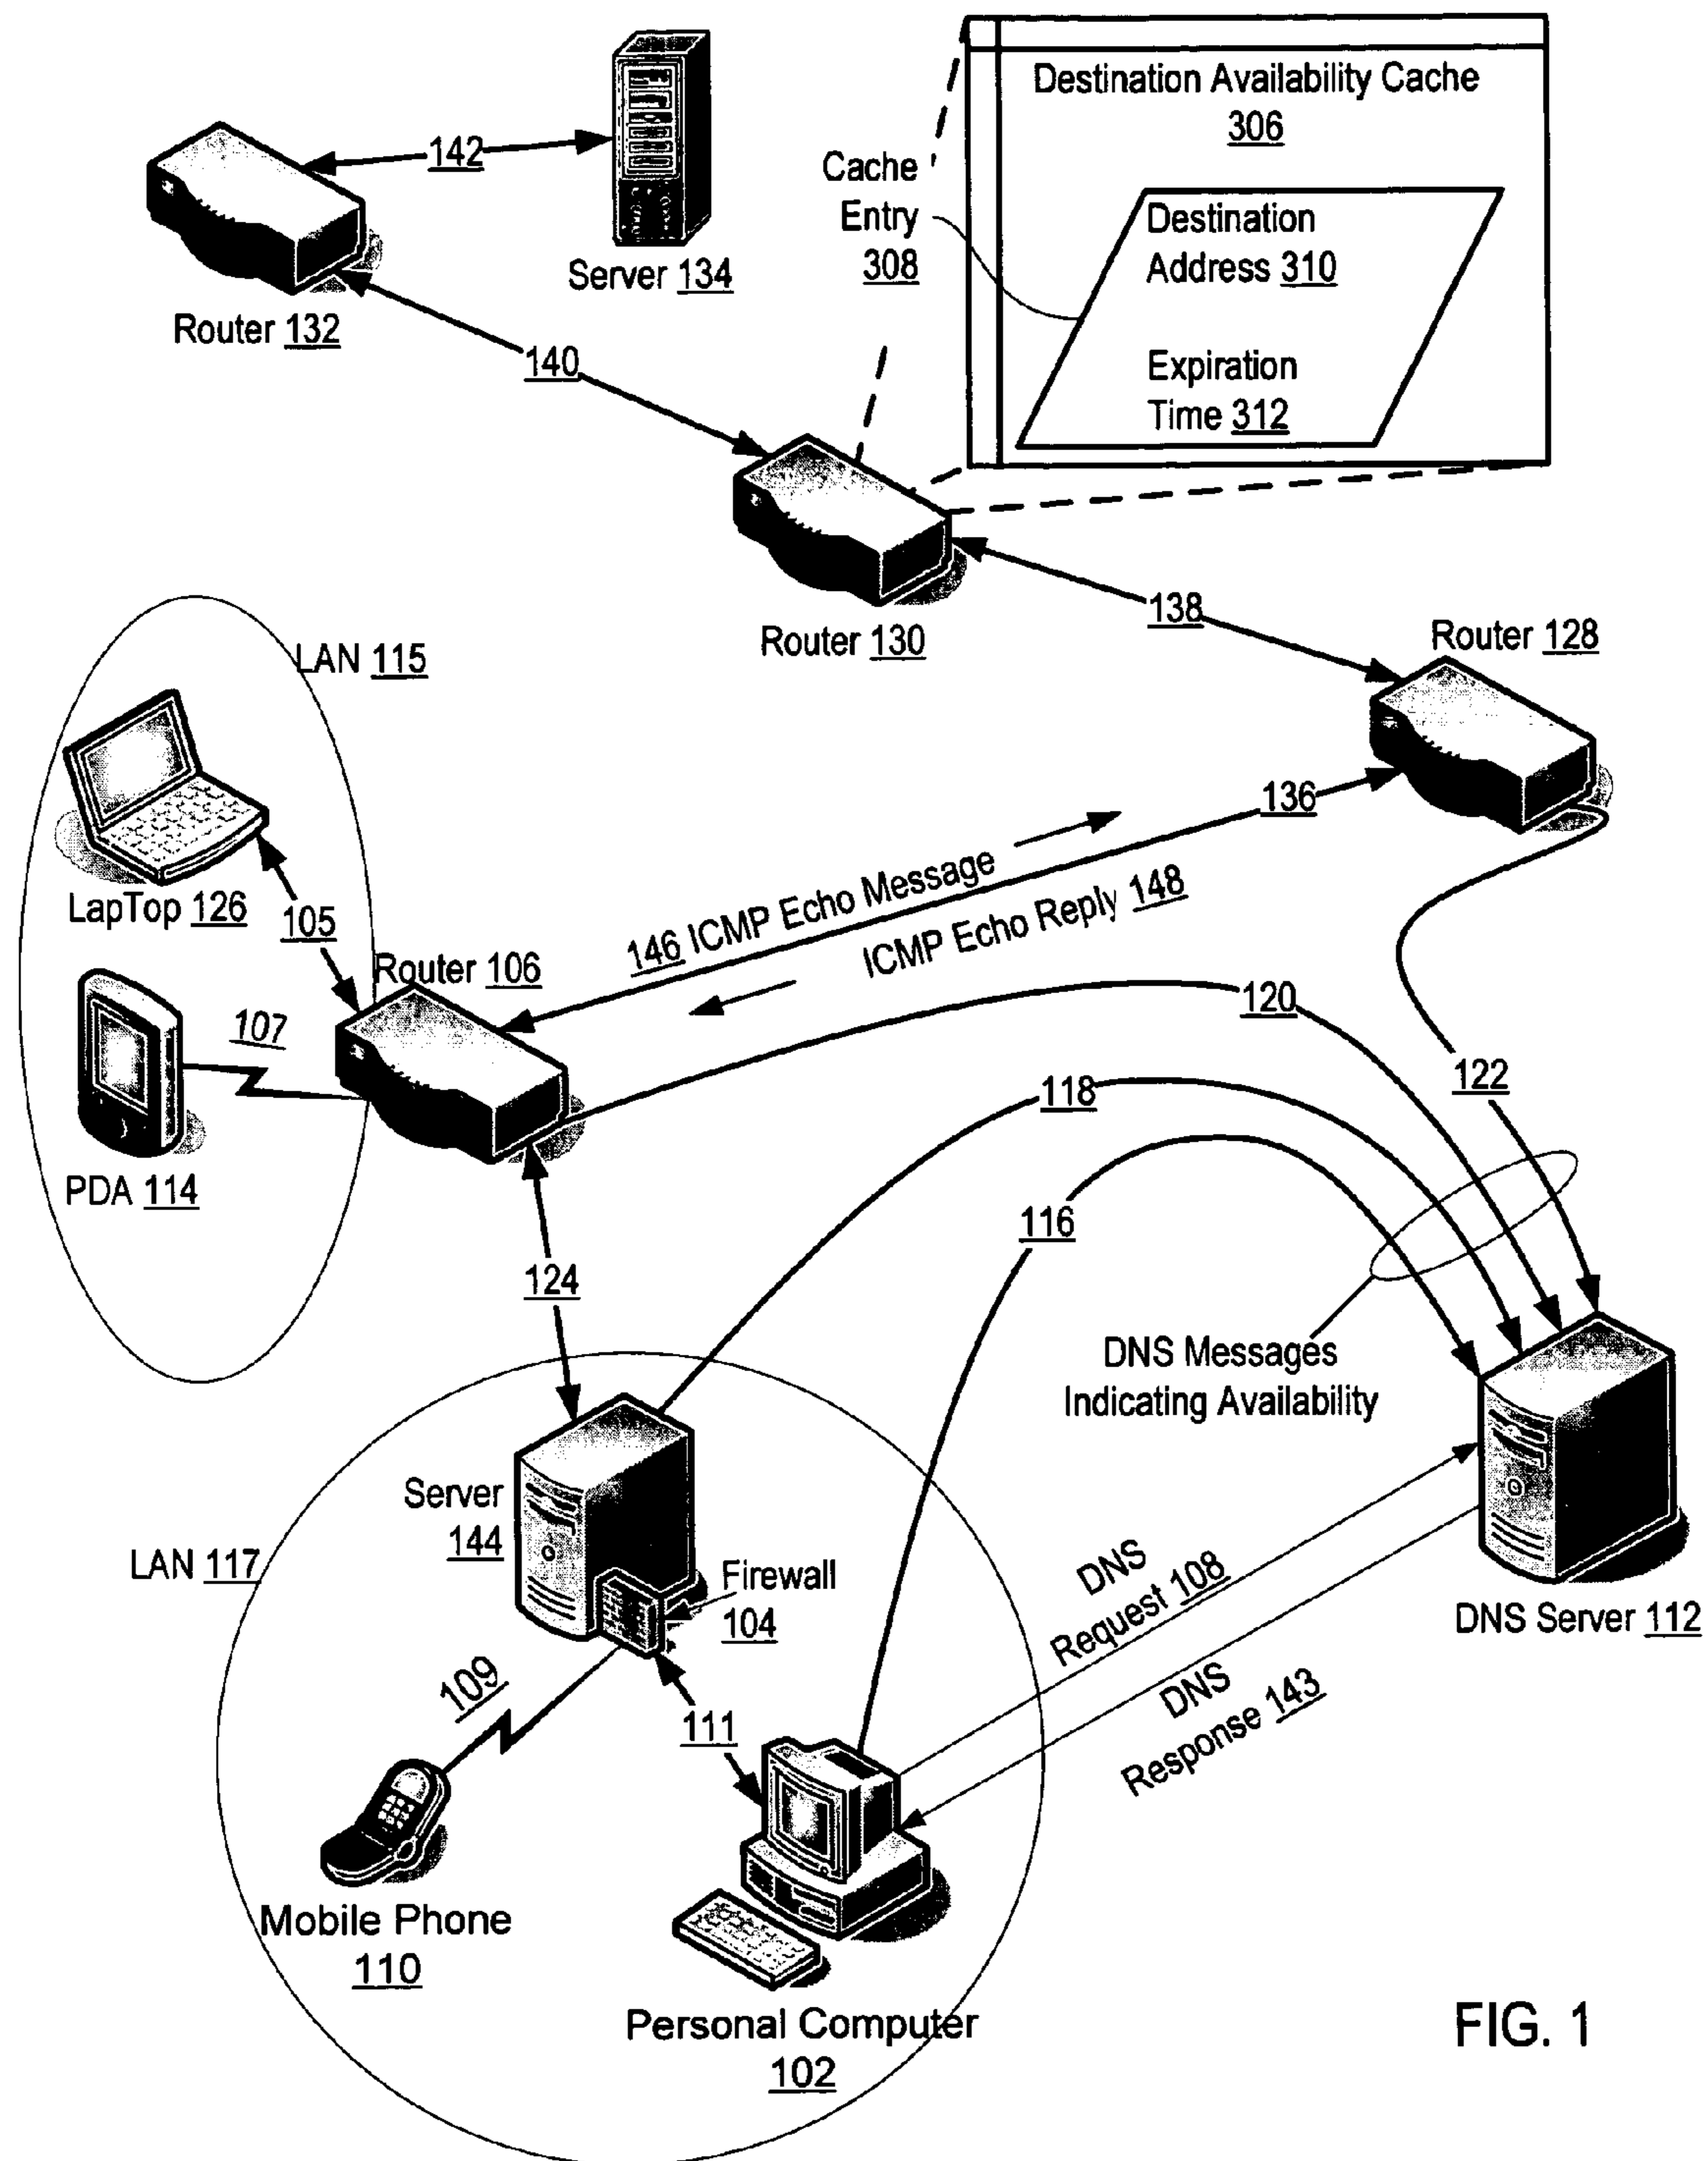 Destination Availability Cache
306
Cache
Entry
308
Destination
Address 310
Expiration
Time 312
142
Server 134
Router 132
140
Router 130
138
Router 128
LAN 115
LapTop 126
105
136
146 ICMP Echo Message
ICMP Echo Reply 148
Router 106
107
PDA 114
120
118
122
116
124
DNS Messages
Indicating Availability
Server
144
LAN 117
Firewall
104
DNS
Request 108
DNS Server 112
DNS
Response 143
109
111
Mobile Phone
110
Personal Computer
102
FIG. 1